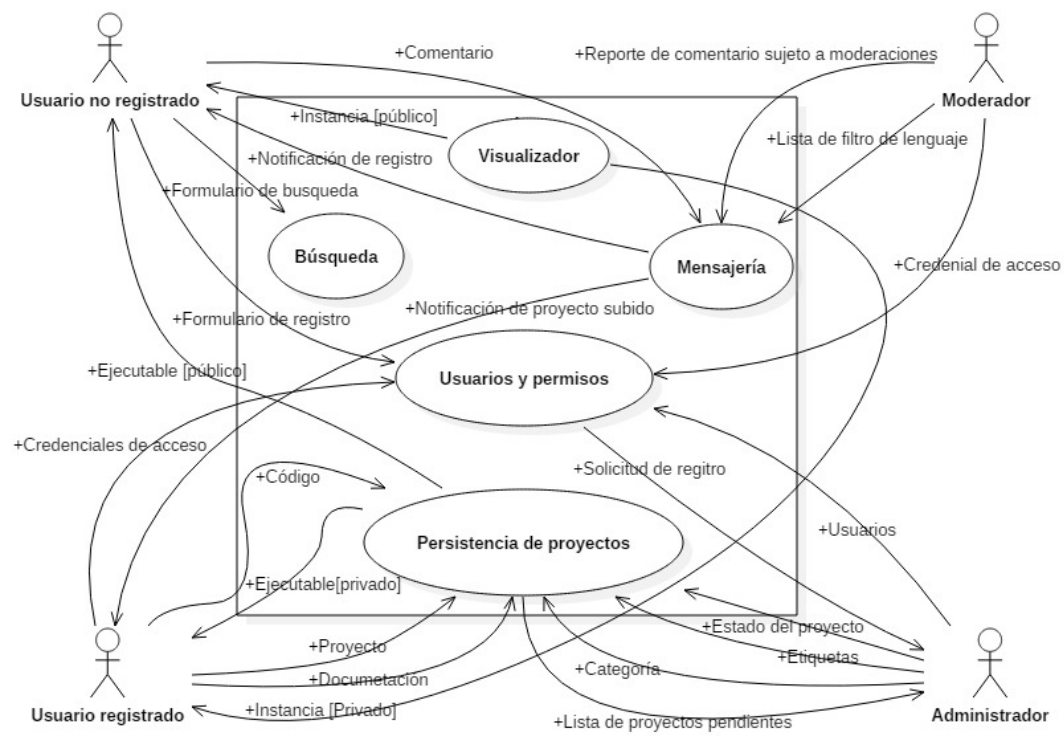 +Comentario
+Reporte de comentario sujeto a moderaciones
Usuario no registrado
Moderador
+Instancia [público]
+Lista de filtro de lenguaje
+Notificación de registro
Visualizador
+Formulario de busqueda
Búsqueda
Mensajería
+Credenial de acceso
+Notificación de proyecto subido
+Formulario de registro
+Ejecutable [público]
Usuarios y permisos
+Credenciales de acceso
+Código
+Solicitud de regitro
+Usuarios
Persistencia de proyectos
+Ejecutable[privado]
+Estado del proyecto
+Proyecto
+Etiquetas
+Categoría
+Documetación
+Instancia [Privado]
Usuario registrado
+Lista de proyectos pendientes
Administrador